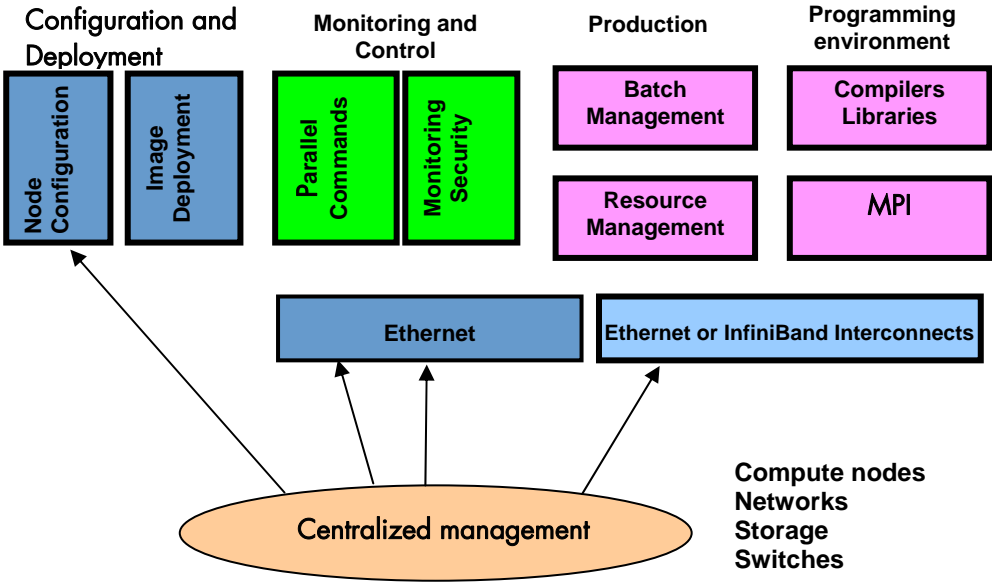 Configuration and
Deployment
Monitoring and
Control
Production
Programming
environment
Node
Configuration
Image
Deployment
Parallel
Commands
Monitoring
Security
Batch
Management
Compilers
Libraries
Resource
Management
MPI
Ethernet
Ethernet or InfiniBand Interconnects
Centralized management
Compute nodes
Networks
Storage
Switches